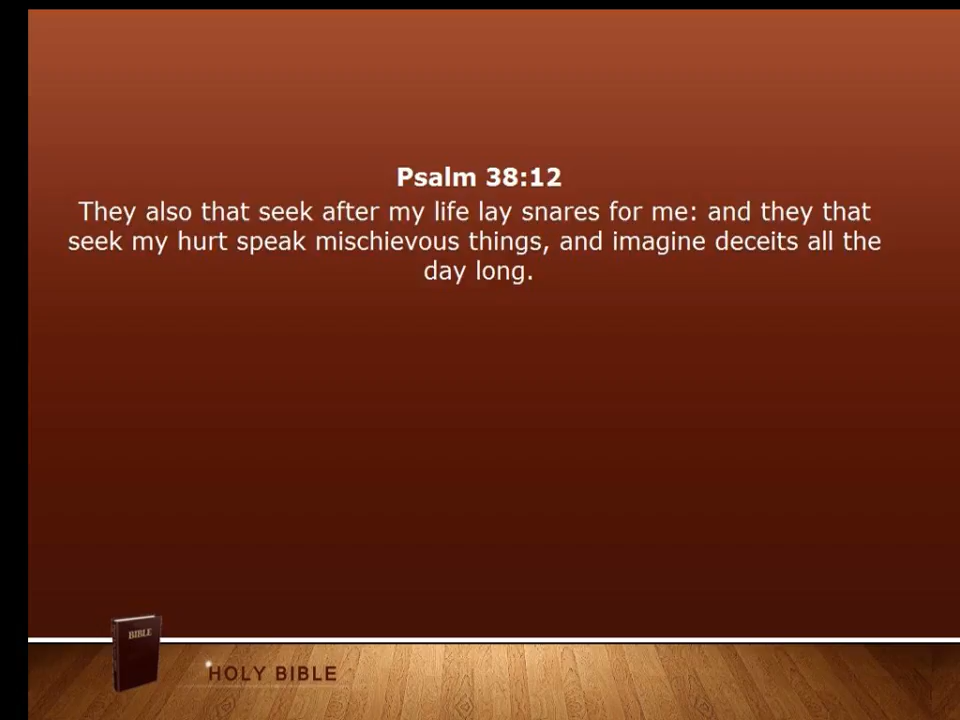 Psalm 38:12
They also that seek after my life lay snares for me: and they that
seek my hurt speak mischievous things, and imagine deceits all the
day long.
BIBLE
HOLY BIBLE